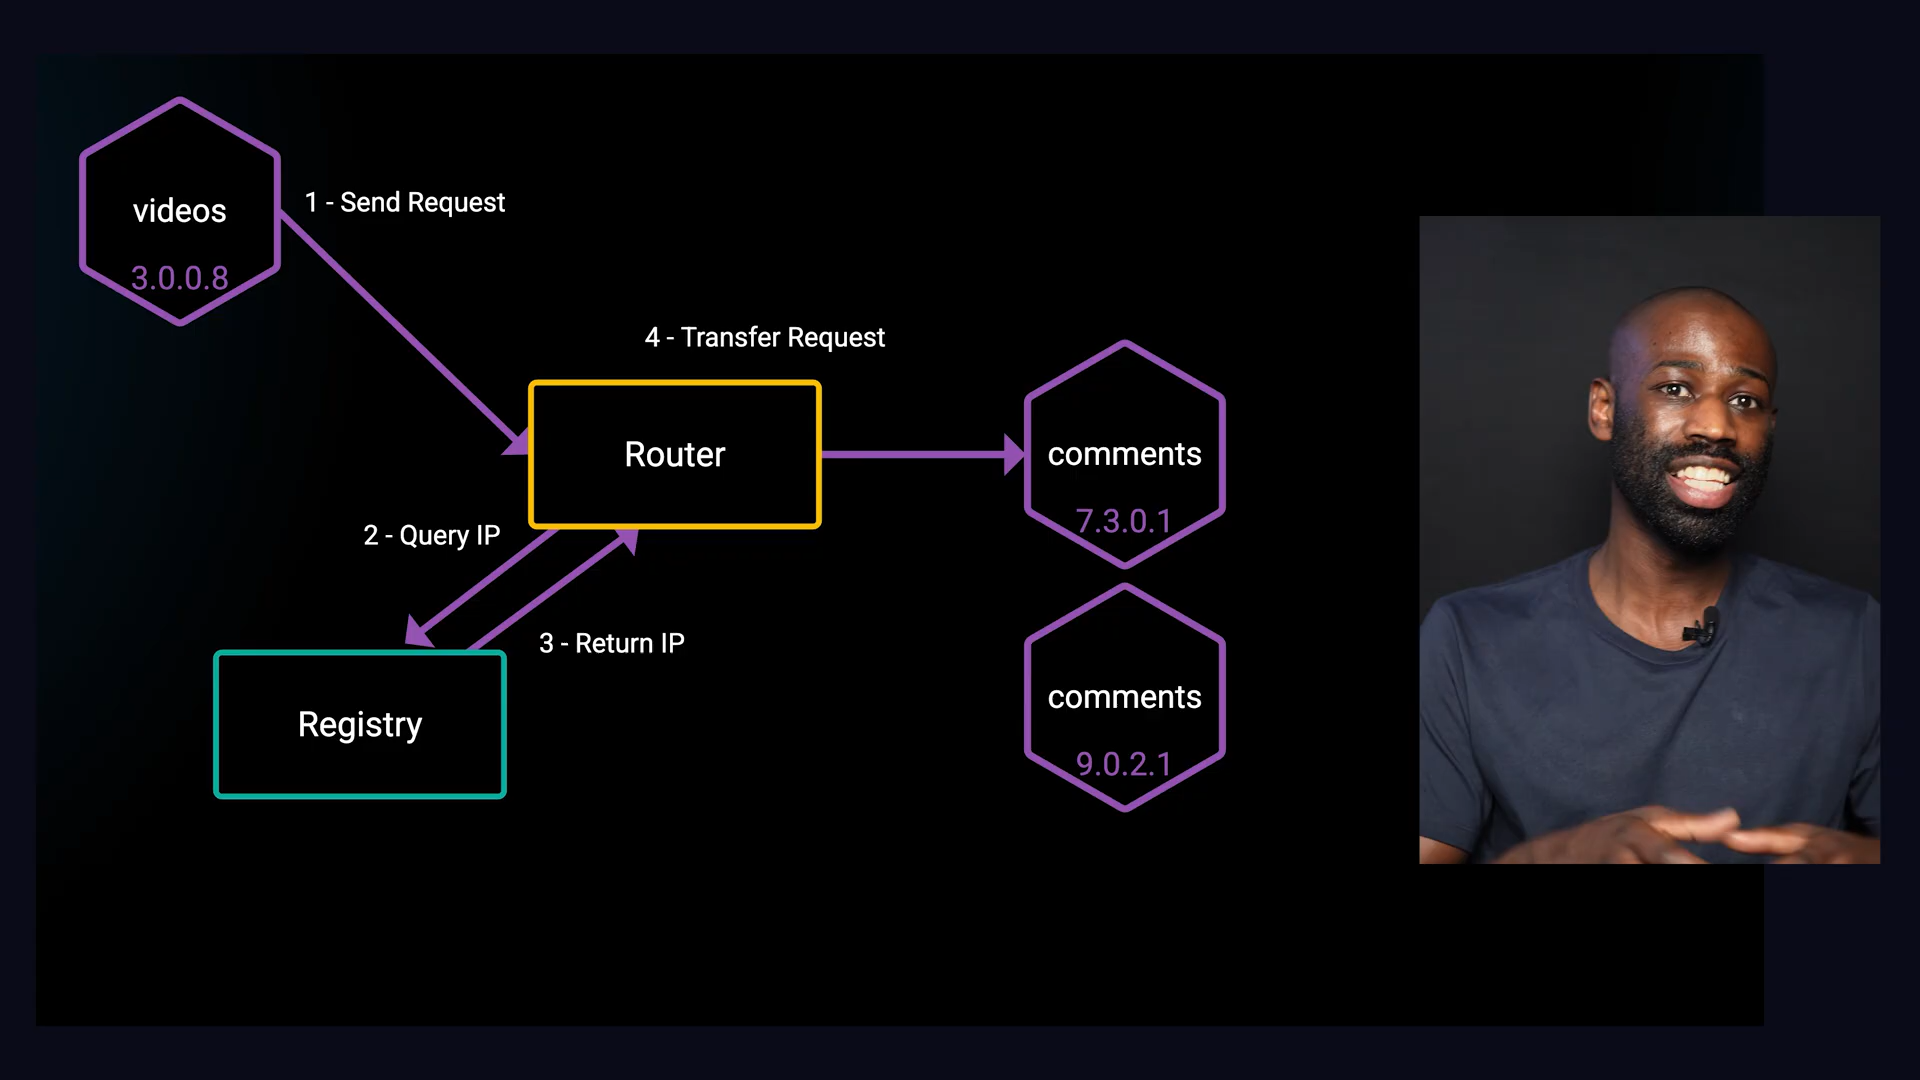 videos
3.0.0.8
1 - Send Request
4 - Transfer Request
Router
comments
7.3.0.1
2 - Query IP
3 - Return IP
Registry
comments
9.0.2.1